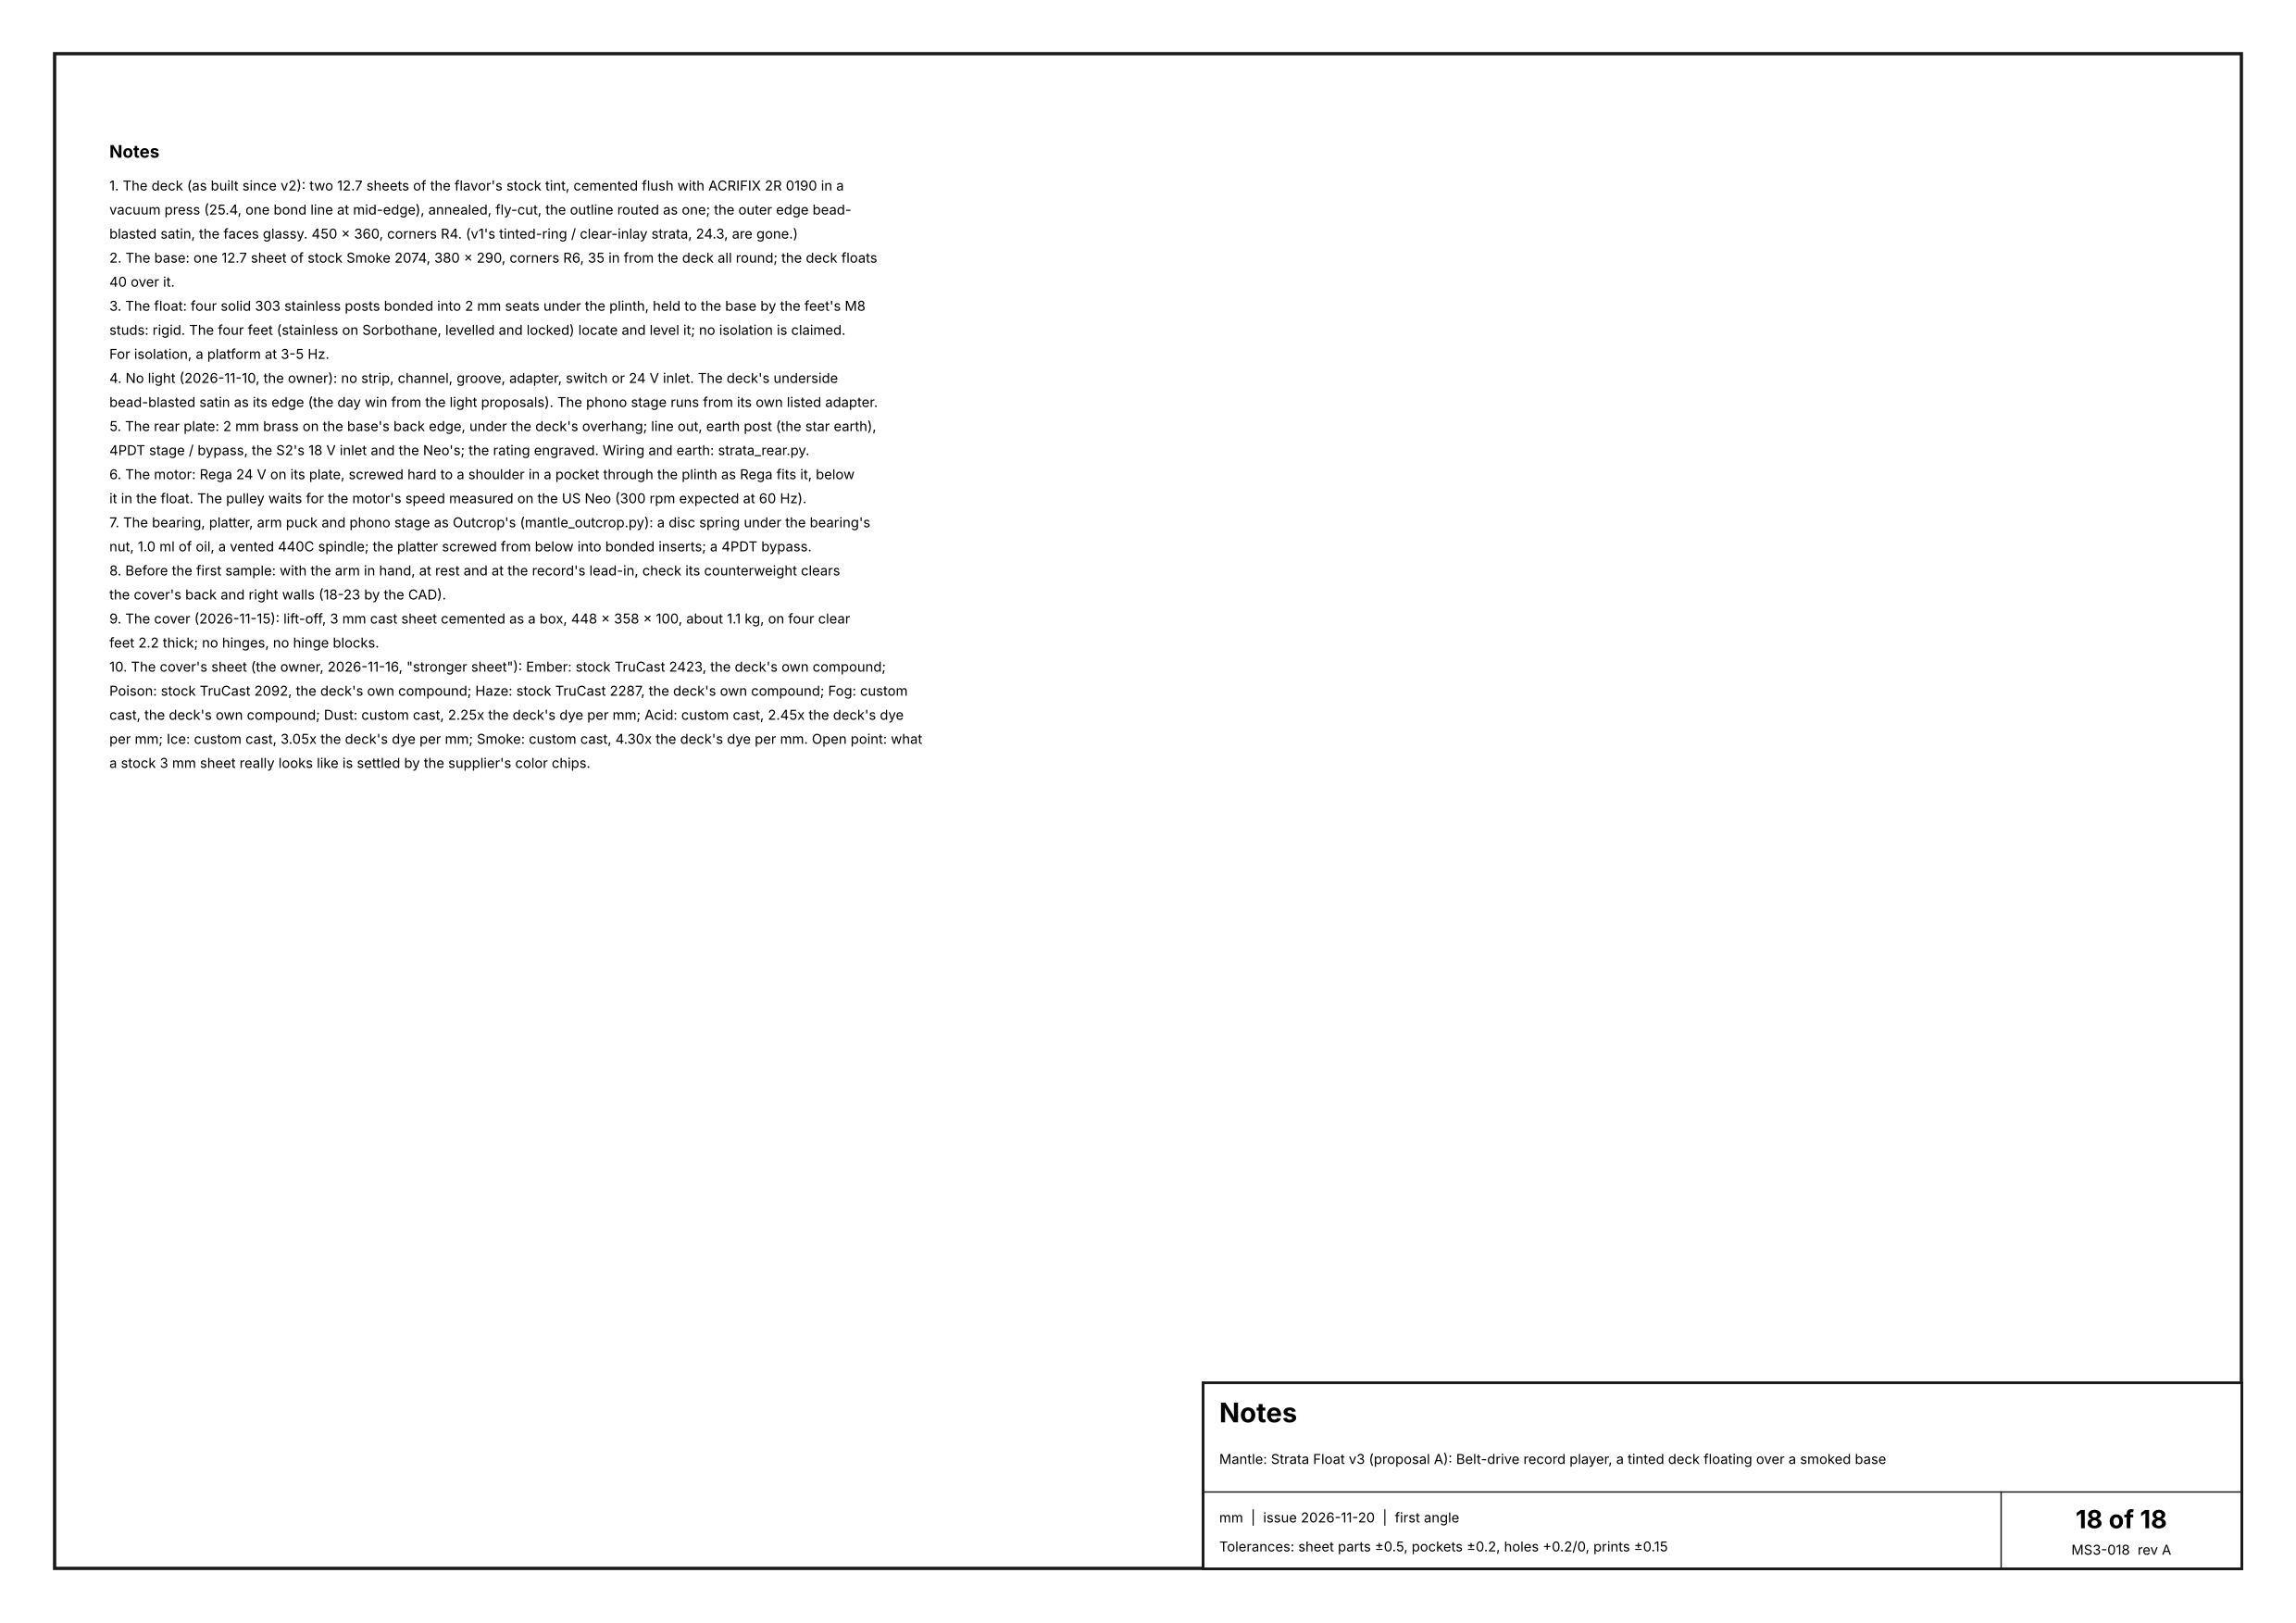 Notes
1. The deck (as built since v2): two 12.7 sheets of the flavor's stock tint, cemented flush with ACRIFIX 2R 0190 in a
vacuum press (25.4, one bond line at mid-edge), annealed, fly-cut, the outline routed as one; the outer edge bead-
blasted satin, the faces glassy. 450 × 360, corners R4. (v1's tinted-ring / clear-inlay strata, 24.3, are gone.)
2. The base: one 12.7 sheet of stock Smoke 2074, 380 × 290, corners R6, 35 in from the deck all round; the deck floats
40 over it.
3. The float: four solid 303 stainless posts bonded into 2 mm seats under the plinth, held to the base by the feet's M8
studs: rigid. The four feet (stainless on Sorbothane, levelled and locked) locate and level it; no isolation is claimed.
For isolation, a platform at 3-5 Hz.
4. No light (2026-11-10, the owner): no strip, channel, groove, adapter, switch or 24 V inlet. The deck's underside
bead-blasted satin as its edge (the day win from the light proposals). The phono stage runs from its own listed adapter.
5. The rear plate: 2 mm brass on the base's back edge, under the deck's overhang; line out, earth post (the star earth),
4PDT stage / bypass, the S2's 18 V inlet and the Neo's; the rating engraved. Wiring and earth: strata_rear.py.
6. The motor: Rega 24 V on its plate, screwed hard to a shoulder in a pocket through the plinth as Rega fits it, below
it in the float. The pulley waits for the motor's speed measured on the US Neo (300 rpm expected at 60 Hz).
7. The bearing, platter, arm puck and phono stage as Outcrop's (mantle_outcrop.py): a disc spring under the bearing's
nut, 1.0 ml of oil, a vented 440C spindle; the platter screwed from below into bonded inserts; a 4PDT bypass.
8. Before the first sample: with the arm in hand, at rest and at the record's lead-in, check its counterweight clears
the cover's back and right walls (18-23 by the CAD).
9. The cover (2026-11-15): lift-off, 3 mm cast sheet cemented as a box, 448 × 358 × 100, about 1.1 kg, on four clear
feet 2.2 thick; no hinges, no hinge blocks.
10. The cover's sheet (the owner, 2026-11-16, "stronger sheet"): Ember: stock TruCast 2423, the deck's own compound;
Poison: stock TruCast 2092, the deck's own compound; Haze: stock TruCast 2287, the deck's own compound; Fog: custom
cast, the deck's own compound; Dust: custom cast, 2.25x the deck's dye per mm; Acid: custom cast, 2.45x the deck's dye
per mm; Ice: custom cast, 3.05x the deck's dye per mm; Smoke: custom cast, 4.30x the deck's dye per mm. Open point: what
a stock 3 mm sheet really looks like is settled by the supplier's color chips.
Notes
Mantle: Strata Float v3 (proposal A): Belt-drive record player, a tinted deck floating over a smoked base
mm | issue 2026-11-20 | first angle
Tolerances: sheet parts ±0.5, pockets ±0.2, holes +0.2/0, prints ±0.15
18 of 18
MS3-018 rev A